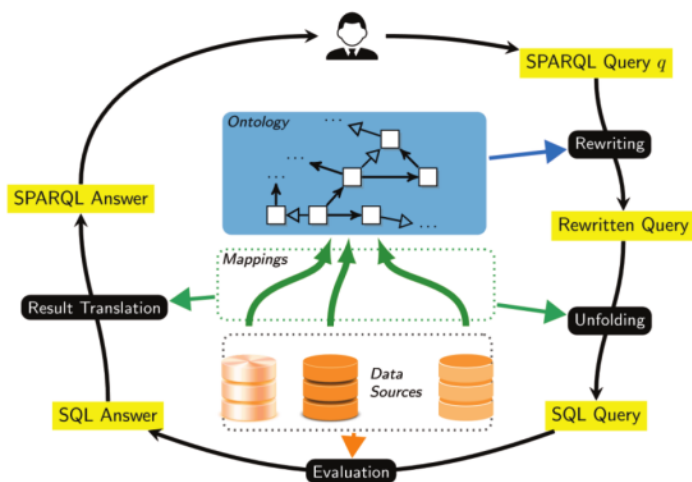 SPARQL Query q
Ontology
...
...
Rewriting
...
...
SPARQL Answer
Rewritten Query
Mappings
Result Translation
Unfolding
Data
Sources
SQL Answer
SQL Query
Evaluation